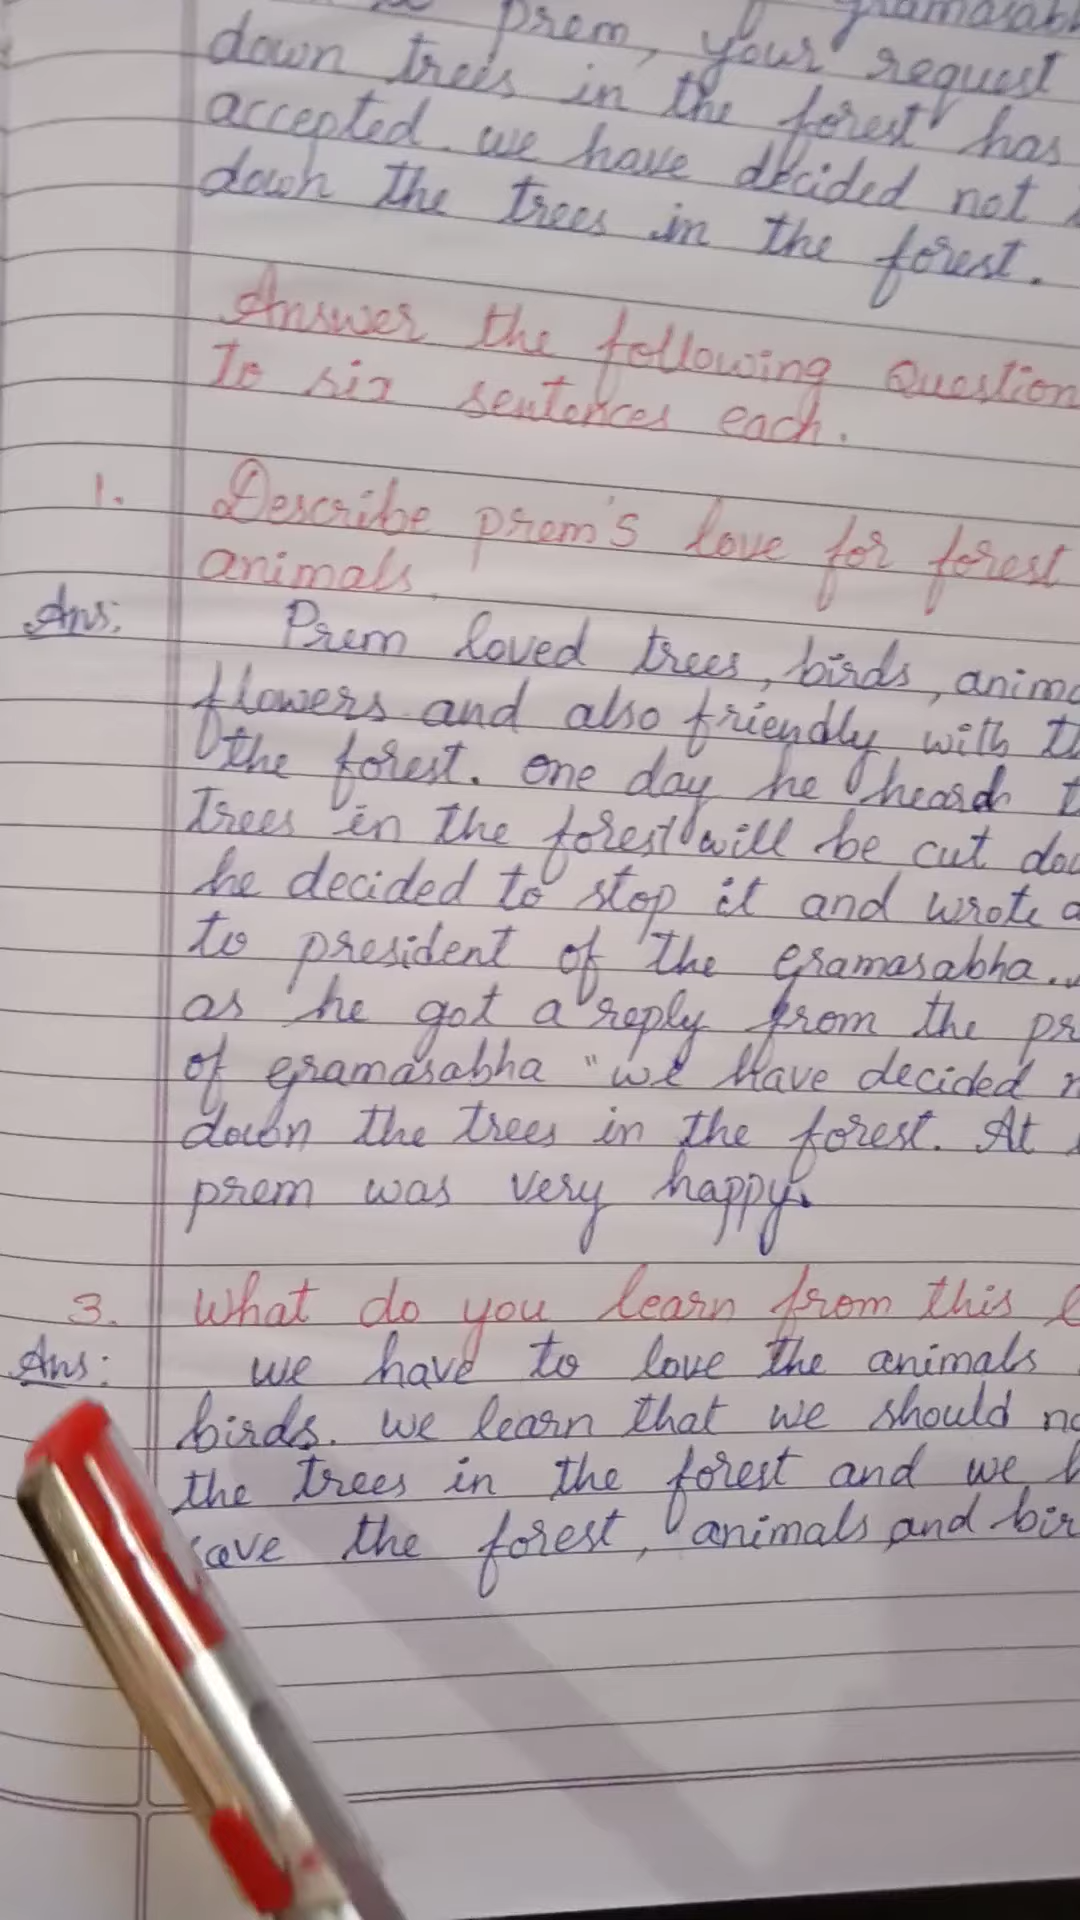 prem, your request
down trees in the forest has
accepted. we have decided not
down the trees in the forest.
Answer the following Question
To six sentences each.
1. Describe prem's love for forest
animals.
Ans: Prem loved trees, birds,
flowers and also friendly with
the forest. one day he heard
Trees in the forest will be cut
he decided to stop it and wrote
to president of the gramasabha.
as he got a reply from the
of gramasabha "we have decided
down the trees in the forest. At
prem was very happy.
3. What do you learn from this
Ans: we have to love the animals
birds. we learn that we should
the trees in the forest and we
save the forest, animals and